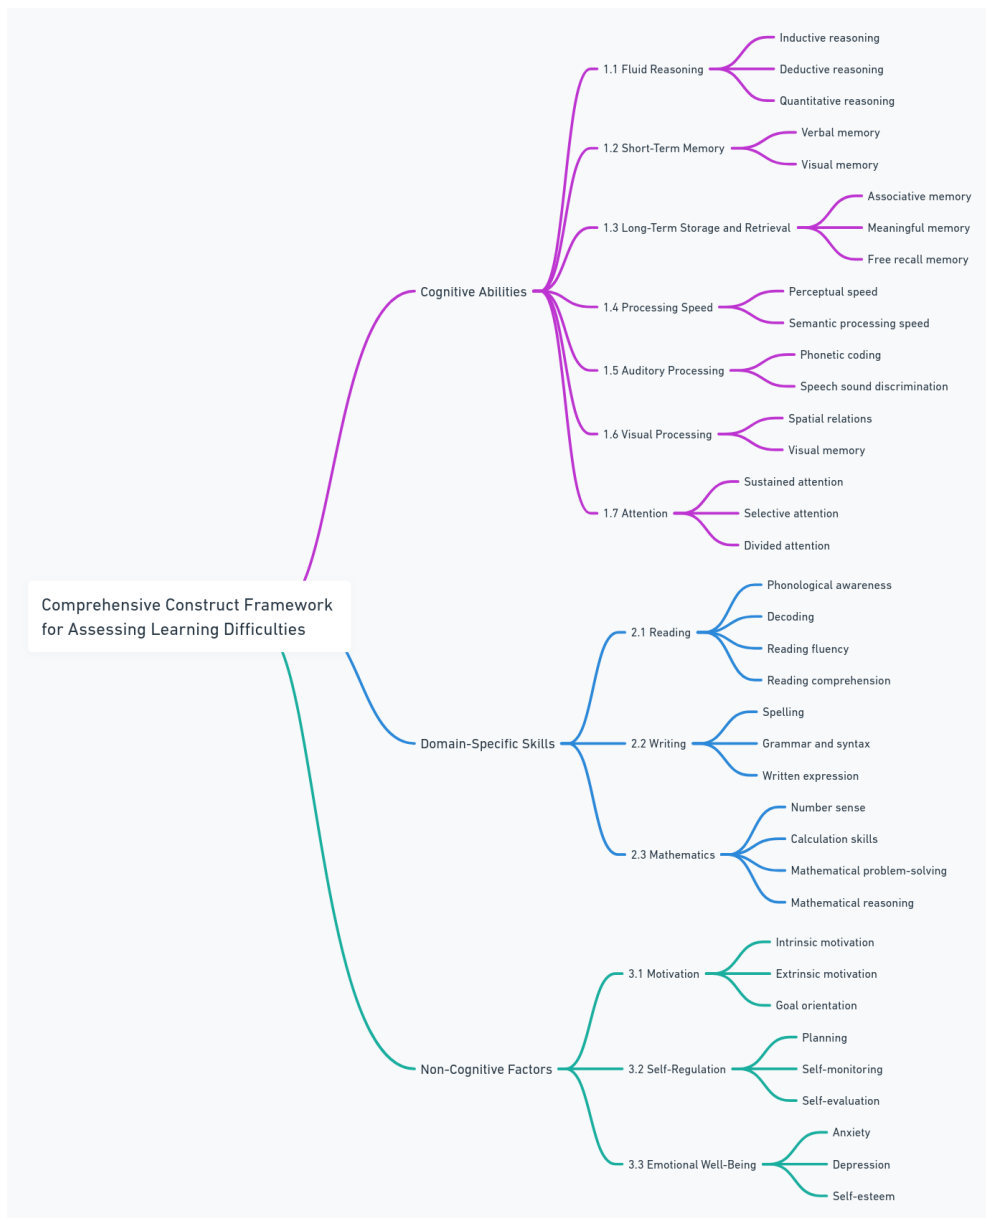 Comprehensive Construct Framework
for Assessing Learning Difficulties
Cognitive Abilities
1.1 Fluid Reasoning
Inductive reasoning
Deductive reasoning
Quantitative reasoning
1.2 Short-Term Memory
Verbal memory
Visual memory
1.3 Long-Term Storage and Retrieval
Associative memory
Meaningful memory
Free recall memory
1.4 Processing Speed
Perceptual speed
Semantic processing speed
1.5 Auditory Processing
Phonetic coding
Speech sound discrimination
1.6 Visual Processing
Spatial relations
Visual memory
1.7 Attention
Sustained attention
Selective attention
Divided attention
Domain-Specific Skills
2.1 Reading
Phonological awareness
Decoding
Reading fluency
Reading comprehension
2.2 Writing
Spelling
Grammar and syntax
Written expression
2.3 Mathematics
Number sense
Calculation skills
Mathematical problem-solving
Mathematical reasoning
Non-Cognitive Factors
3.1 Motivation
Intrinsic motivation
Extrinsic motivation
Goal orientation
3.2 Self-Regulation
Planning
Self-monitoring
Self-evaluation
3.3 Emotional Well-Being
Anxiety
Depression
Self-esteem